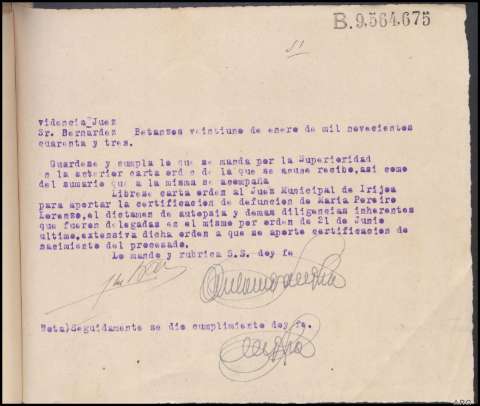 B.9.564.675
51
videncia_Juez
Sr. Bernardez Betanzos veintiuno de enero de mil novecientos
cuarenta y tres.
Guardese y cumpla lo que se manda por la Superioridad
n la anterior carta orden de la que se acuse recibo, asi como
del sumario que a la misma se acompaña
Librese carta orden al Juez Municipal de Irijoa
para aportar la certificacion de defuncion de Maria Pereiro
Lorenzo, el dictamen de autopsia y demas diligencias inherentes
que fueron delegadas en el mismo por orden de 21 de Junio
ultimo, extensiva dicha orden a que se aporte certificacion de
nacimiento del procesado.
Lo mando y rubrica S.S. doy fe
Nota)Seguidamente se dio cumplimiento doy fe.
ARG